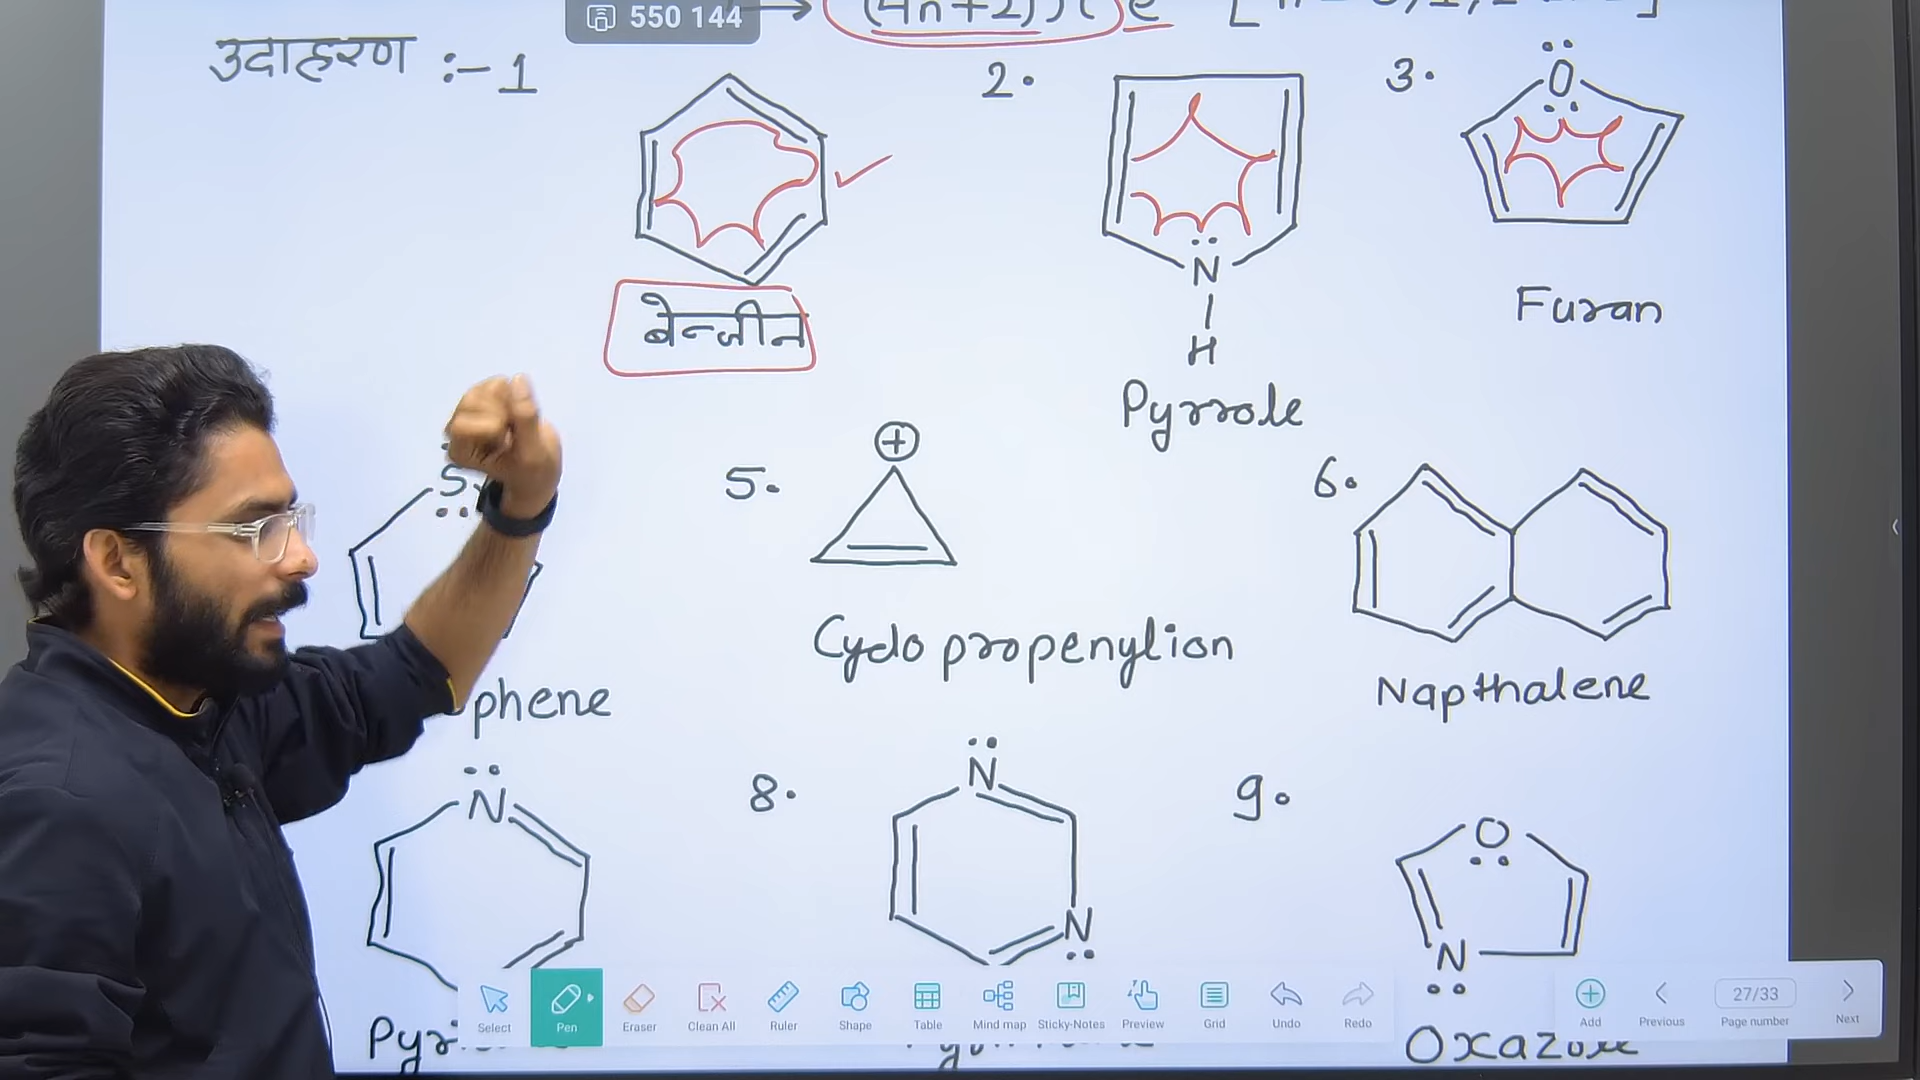 550 144
(4n+2)πe
उदाहरण :- 1
2.
3.
O
N
H
बेन्जीन
Furan
Pyrrole
S
5.
+
6.
Cyclo propenylion
phene
Napthalene
N
8.
N
N
9.
O
N
Select
Pen
Eraser
Clean All
Ruler
Shape
Table
Mind map
Sticky-Notes
Preview
Grid
Undo
Redo
Add
Previous
27/33
Page number
Next
Oxazole